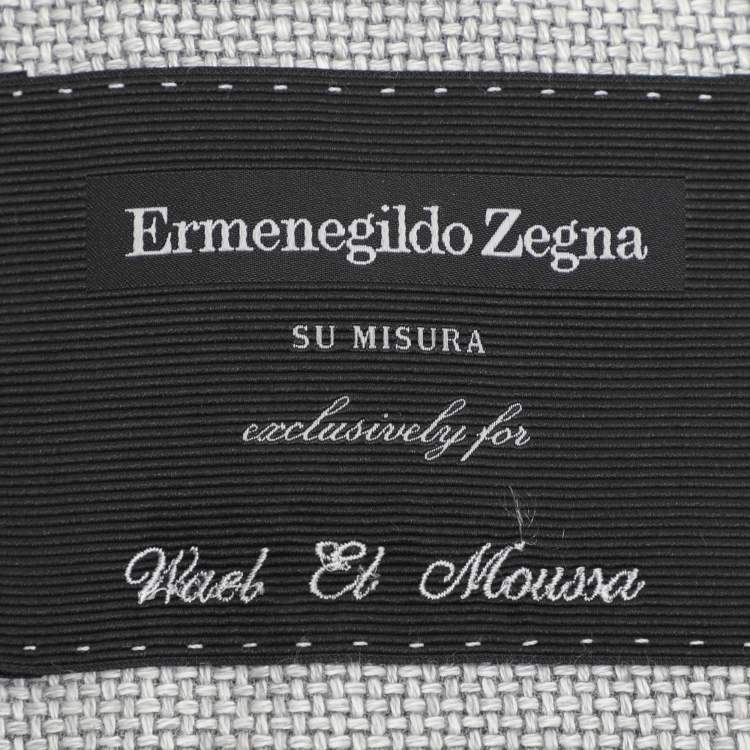 Ermenegildo Zegna
SU MISURA
exclusively for
Wael El Moussa